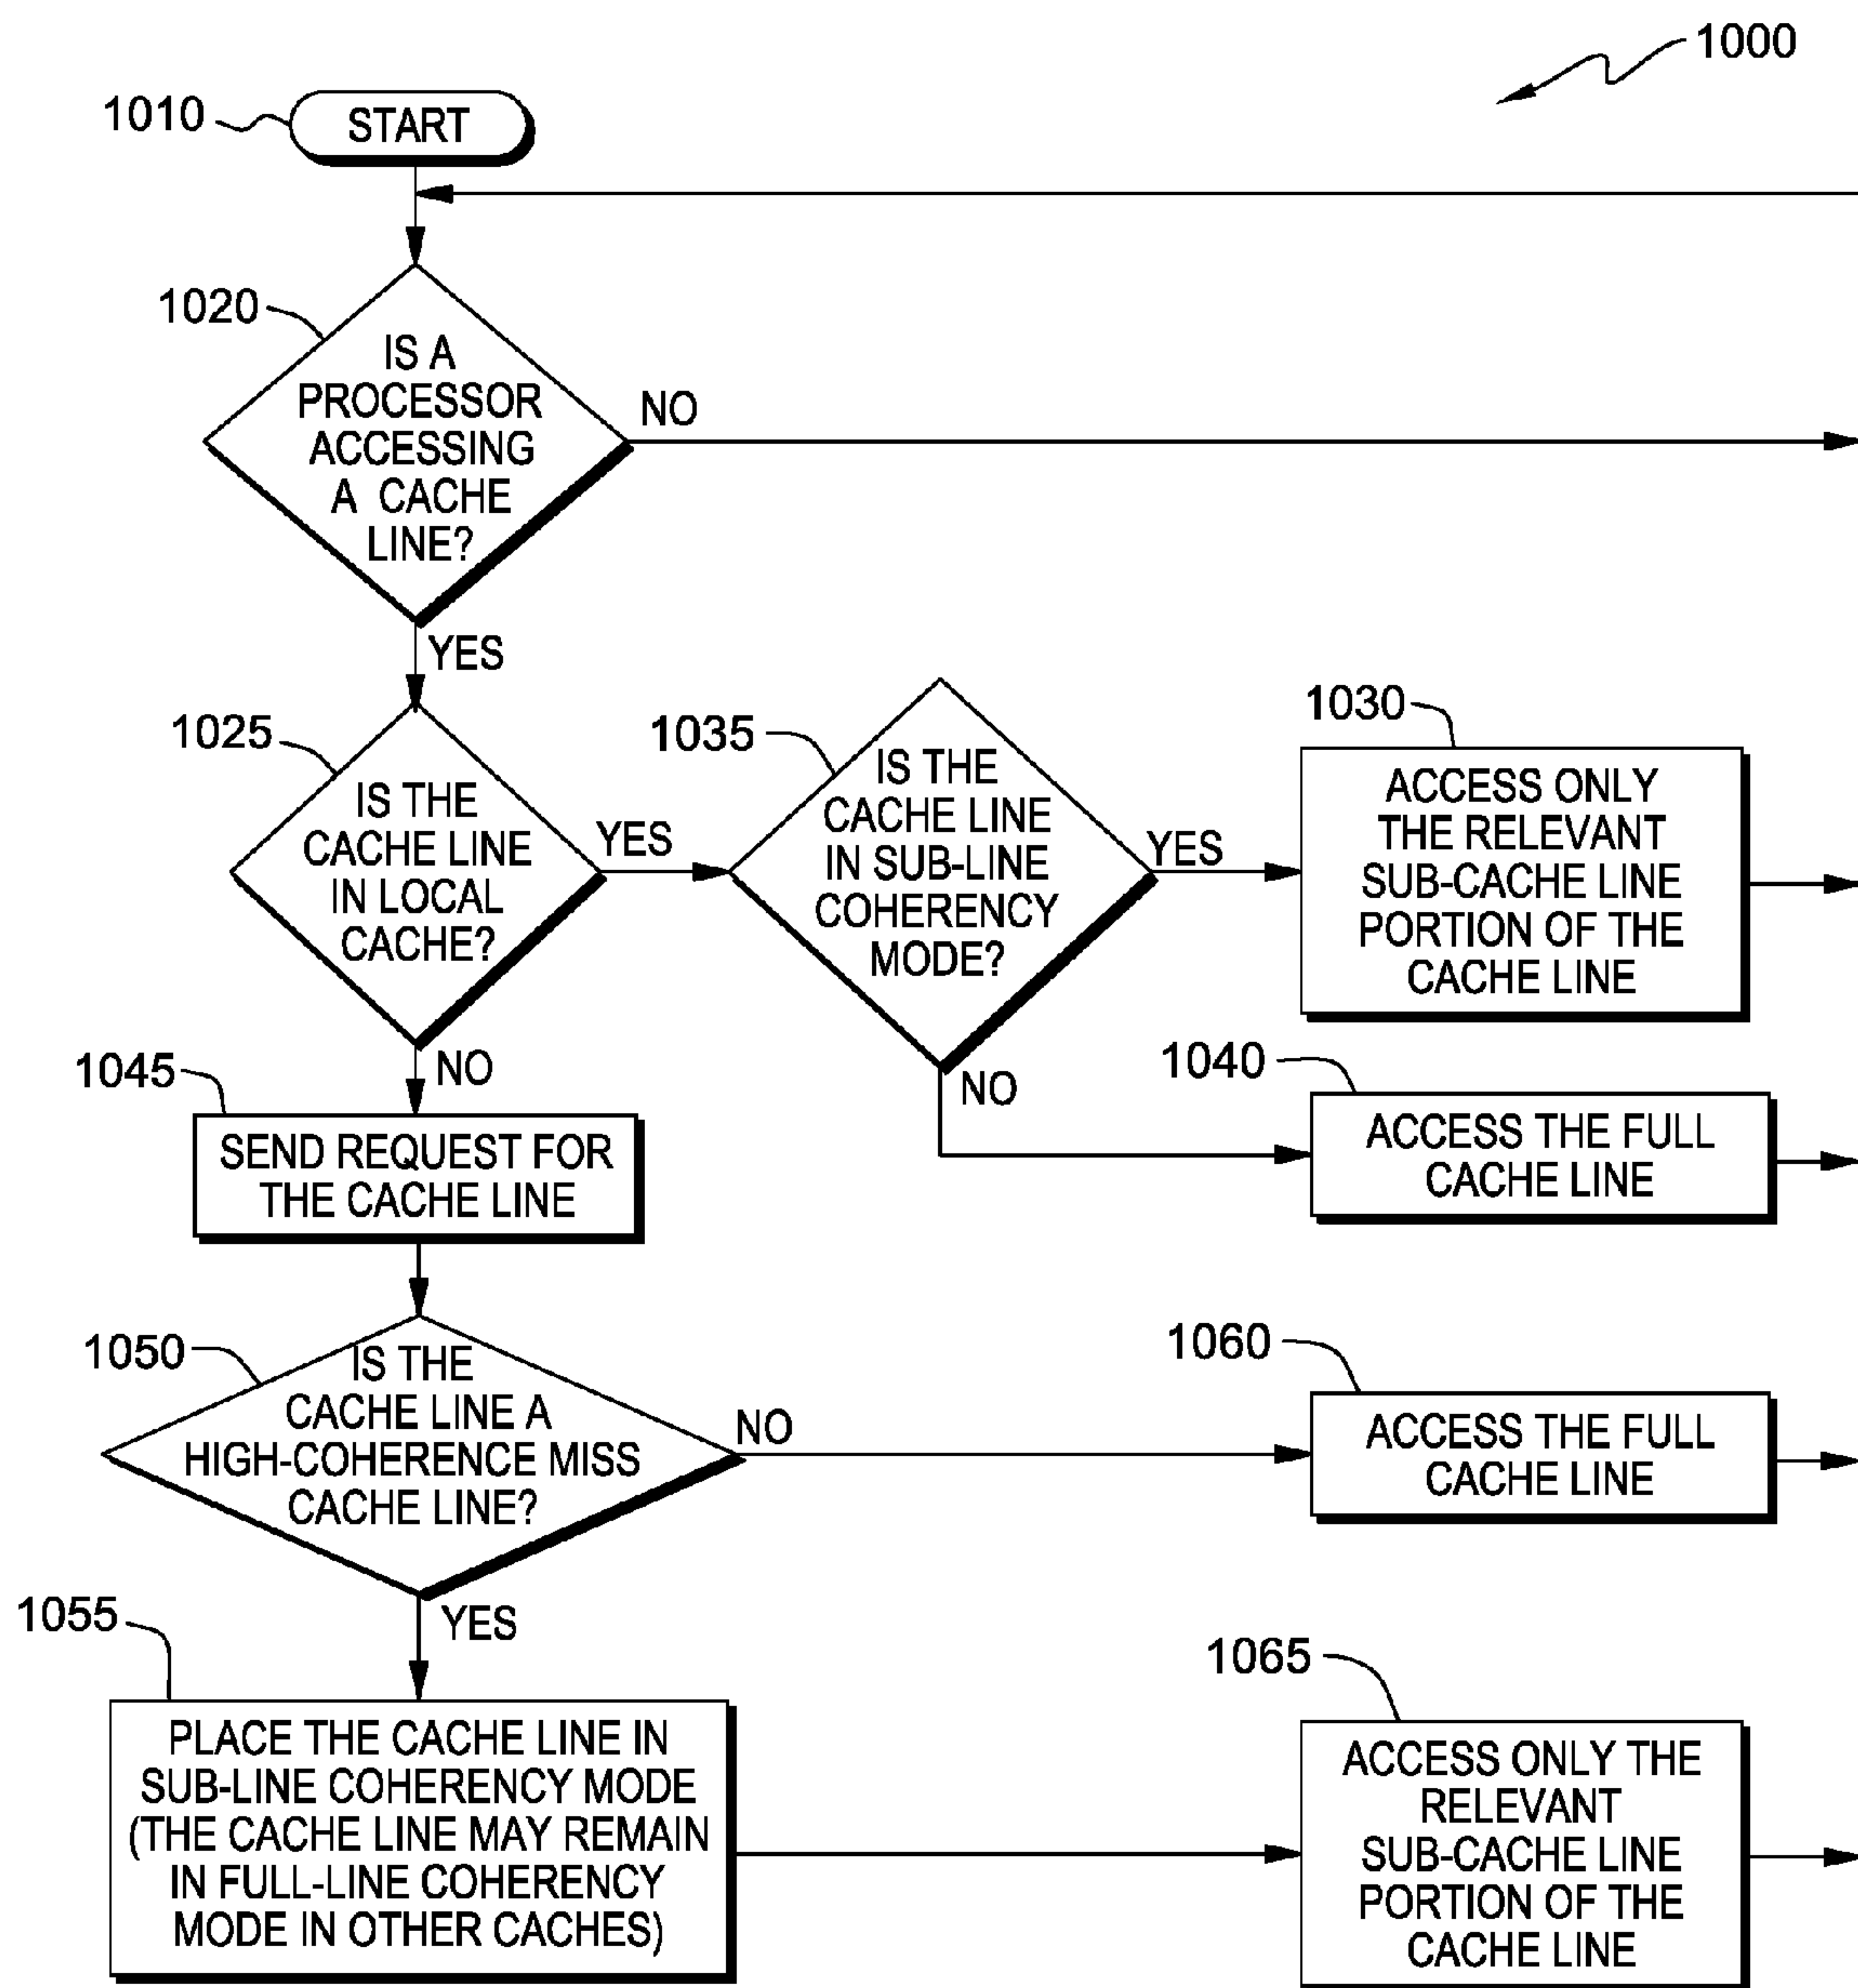 1000
1010
START
1020
IS A
PROCESSOR
ACCESSING
A CACHE
LINE?
NO
YES
1025
IS THE
CACHE LINE
IN LOCAL
CACHE?
YES
1035
IS THE
CACHE LINE
IN SUB-LINE
COHERENCY
MODE?
YES
1030
ACCESS ONLY
THE RELEVANT
SUB-CACHE LINE
PORTION OF THE
CACHE LINE
NO
NO
1040
ACCESS THE FULL
CACHE LINE
1045
SEND REQUEST FOR
THE CACHE LINE
1050
IS THE
CACHE LINE A
HIGH-COHERENCE MISS
CACHE LINE?
NO
1060
ACCESS THE FULL
CACHE LINE
YES
1055
PLACE THE CACHE LINE IN
SUB-LINE COHERENCY MODE
(THE CACHE LINE MAY REMAIN
IN FULL-LINE COHERENCY
MODE IN OTHER CACHES)
1065
ACCESS ONLY THE
RELEVANT
SUB-CACHE LINE
PORTION OF THE
CACHE LINE